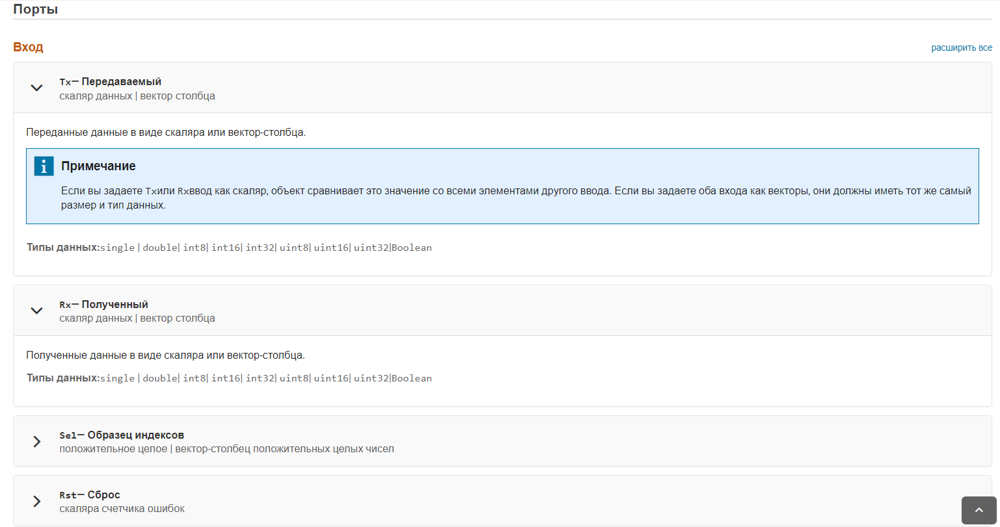 Порты
Вход
расширить все
Tx— Передаваемый
скаляр данных | вектор столбца
Переданные данные в виде скаляра или вектор-столбца.
Примечание
Если вы задаете Txили Rxввод как скаляр, объект сравнивает это значение со всеми элементами другого ввода. Если вы задаете оба входа как векторы, они должны иметь тот же самый
размер и тип данных.
Типы данных:single | double| int8| int16| int32| uint8| uint16| uint32|Boolean
Rx— Полученный
скаляр данных | вектор столбца
Полученные данные в виде скаляра или вектор-столбца.
Типы данных:single | double| int8| int16| int32| uint8| uint16| uint32|Boolean
Sel— Образец индексов
положительное целое | вектор-столбец положительных целых чисел
Rst— Сброс
скаляра счетчика ошибок